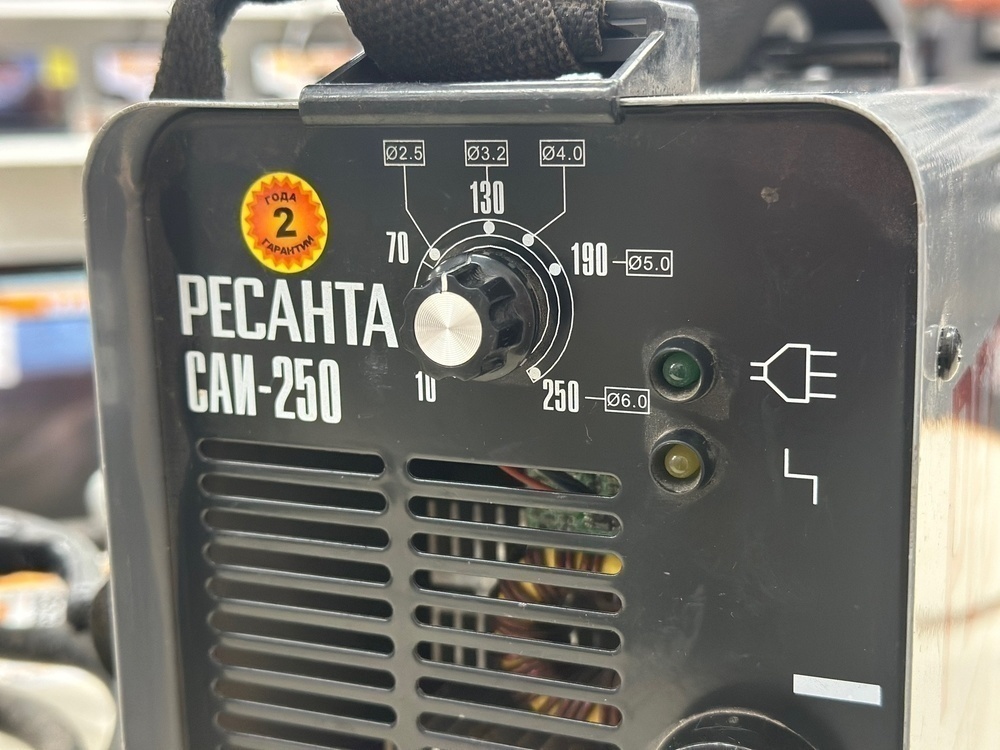 Ø2.5 Ø3.2 Ø4.0
130
70
190 Ø5.0
10
250 Ø6.0
ГОДА
2
ГАРАНТИИ
РЕСАНТА
САИ-250